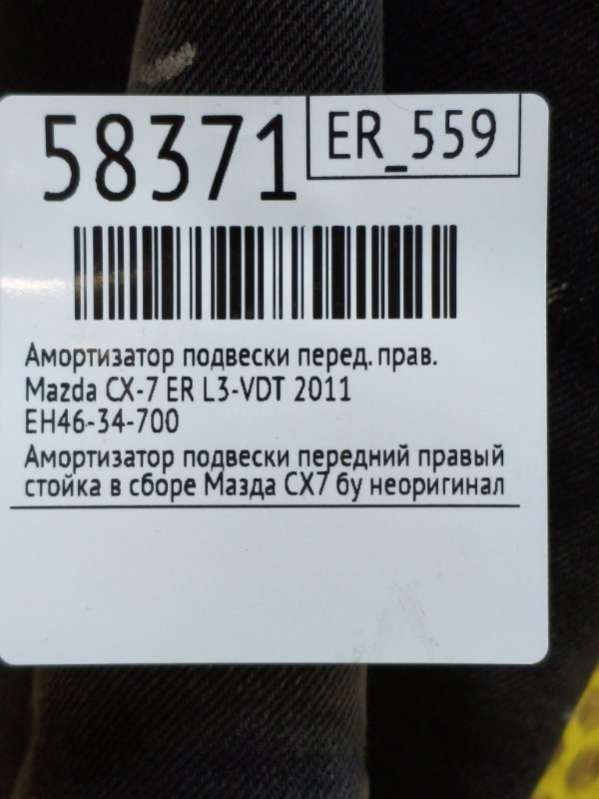 58371
ER_559
Амортизатор подвески перед. прав.
Mazda CX-7 ER L3-VDT 2011
EH46-34-700
Амортизатор подвески передний правый
стойка в сборе Мазда СХ7 бу неоригинал